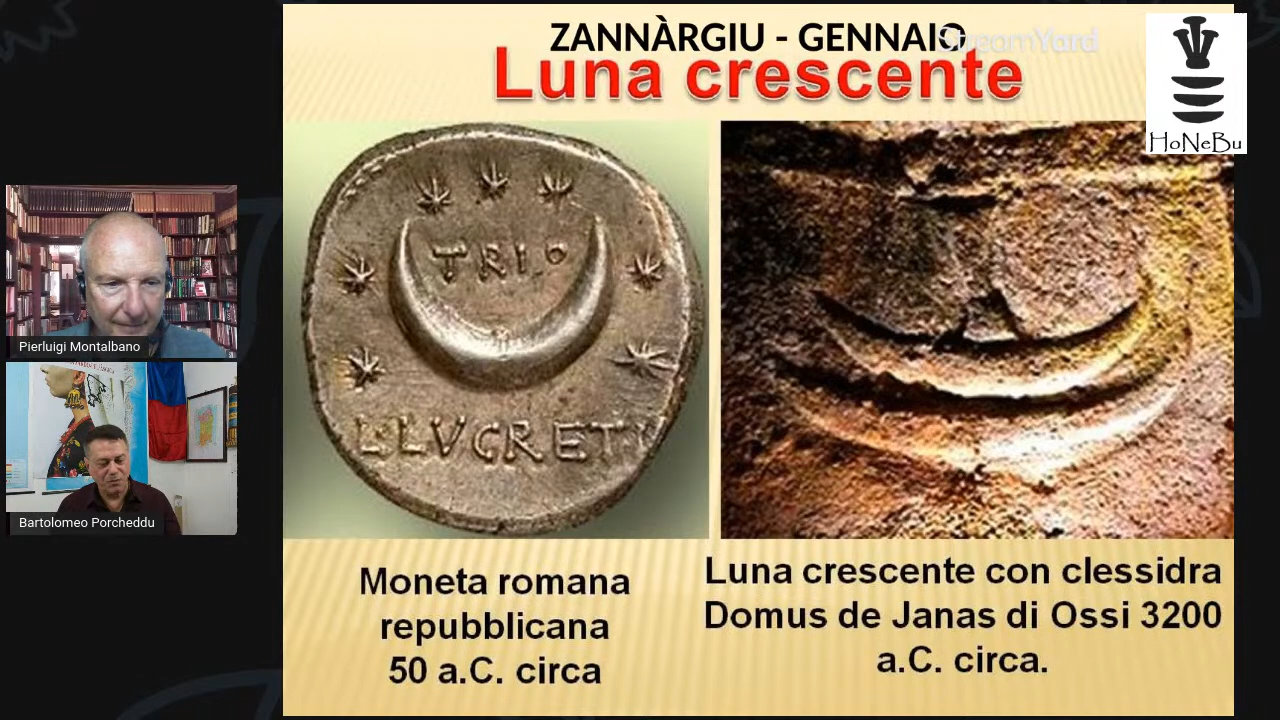 ZANNÀRGIU - GENNAIO
StreamYard
Luna crescente
HoNeBu
TRIO
L LVCRETI
Pierluigi Montalbano
Bartolomeo Porcheddu
Moneta romana
repubblicana
50 a.C. circa
Luna crescente con clessidra
Domus de Janas di Ossi 3200
a.C. circa.